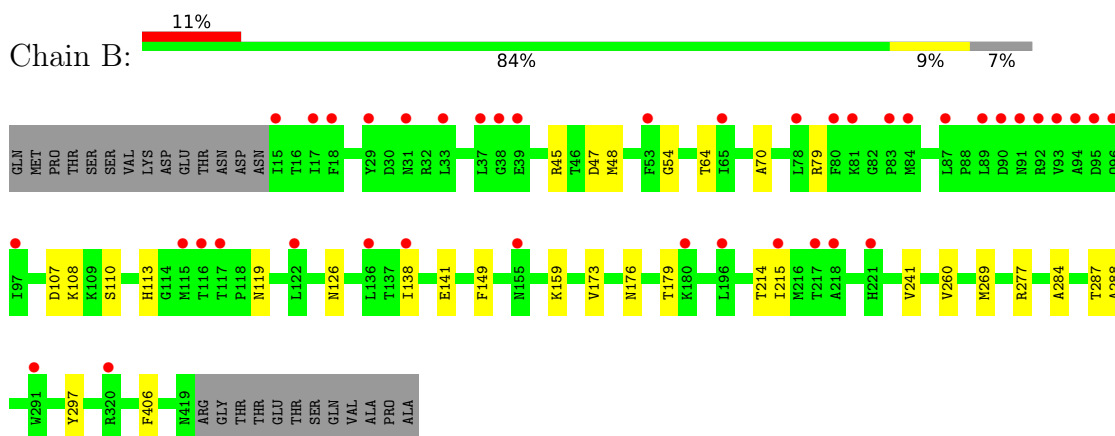 11%
Chain B:
84% 9% 7%
GLN MET PRO THR SER SER VAL LYS ASP GLU THR ASN ASP ASN I15 T16 I17 F18 Y29 D30 N31 R32 L33 L37 G38 E39 R45 T46 D47 M48 F53 G54 T64 I65 A70 L78 R79 F80 K81 G82 P83 M84 L87 P88 L89 D90 N91 R92 V93 A94 D95
I97 D107 K108 K109 S110 H113 G114 M115 T116 T117 P118 N119 L122 N126 L136 T137 I138 E141 F149 N155 K159 V173 N176 T179 K180 L196 T214 I215 M216 T217 A218 H221 V241 V260 M269 R277 A284 T287 A288
W291 Y297 R320 F406 N419 ARG GLY THR THR GLU THR SER GLN VAL ALA PRO ALA